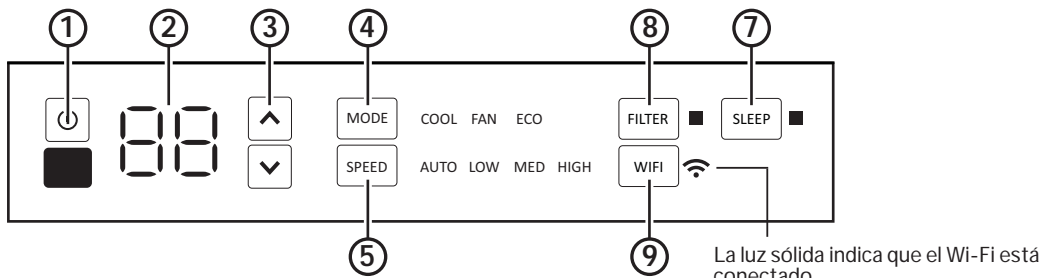 1 2 3 4 8 7
88 MODE COOL FAN ECO FILTER SLEEP
SPEED AUTO LOW MED HIGH WIFI
5 9
La luz sólida indica que el Wi-Fi está
conectado